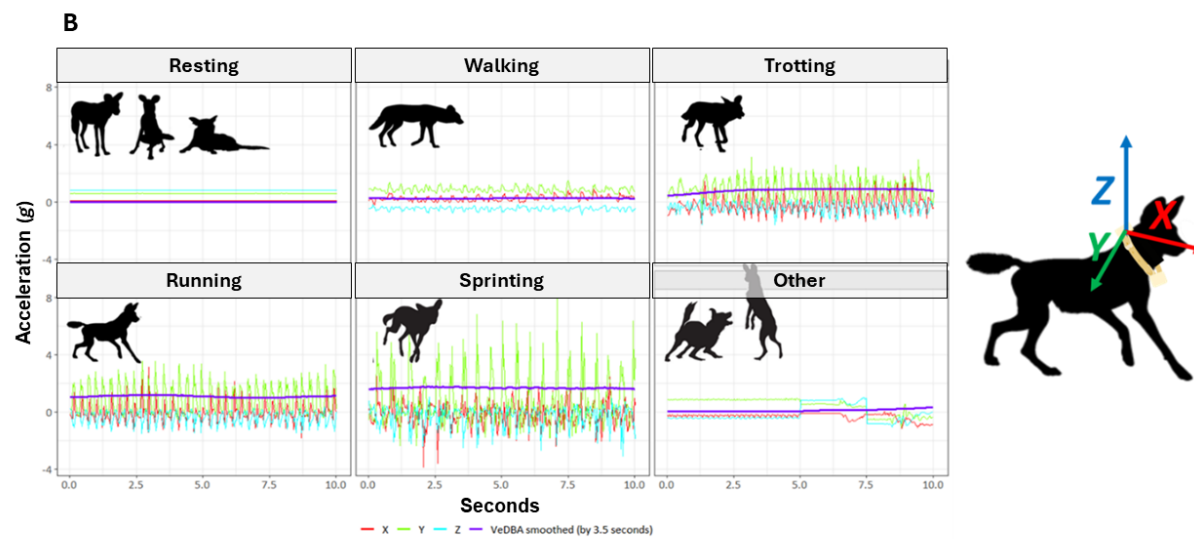 B
Resting Walking Trotting
8
4
0
-4
Running Sprinting Other
8
4
0
-4
0.0 2.5 5.0 7.5 10.0 0.0 2.5 5.0 7.5 10.0 0.0 2.5 5.0 7.5 10.0
Acceleration (g)
Seconds
X Y Z VeDBA smoothed (by 3.5 seconds)
Z
X
Y